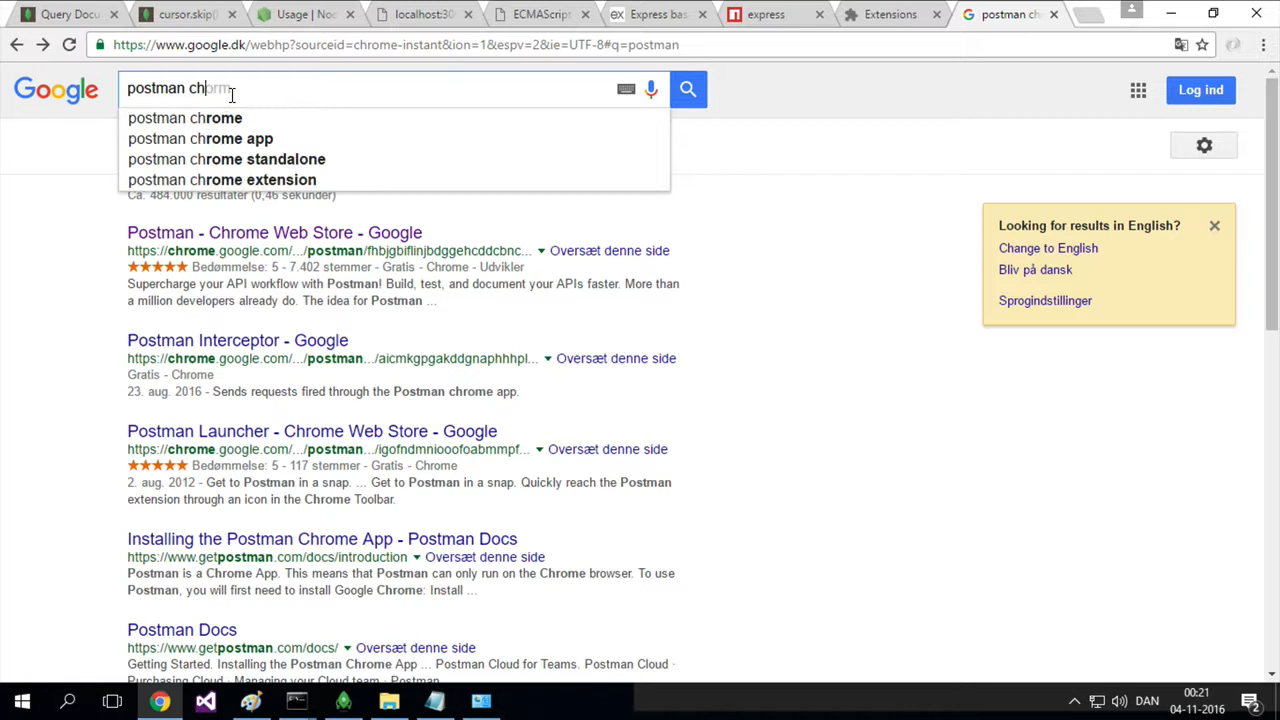 Query Docu
cursor.skip(
Usage | Noc
localhost:30
ECMAScript
Express bas
express
Extensions
postman ch
https://www.google.dk/webhp?sourceid=chrome-instant&ion=1&espv=2&ie=UTF-8#q=postman
Google
postman chorm
Log ind
postman chrome
postman chrome app
postman chrome standalone
postman chrome extension
Ca. 484.000 resultater (0,46 sekunder)
Looking for results in English?
Change to English
Bliv på dansk
Sprogindstillinger
Postman - Chrome Web Store - Google
https://chrome.google.com/.../postman/fhbjgbiflinjbdggehcddcbnc... Oversæt denne side
Bedømmelse: 5 - 7.402 stemmer - Gratis - Chrome - Udvikler
Supercharge your API workflow with Postman! Build, test, and document your APIs faster. More than
a million developers already do. The idea for Postman ...
Postman Interceptor - Google
https://chrome.google.com/.../postman.../aicmkgpgakddgnaphhhpl... Oversæt denne side
Gratis - Chrome
23. aug. 2016 - Sends requests fired through the Postman chrome app.
Postman Launcher - Chrome Web Store - Google
https://chrome.google.com/.../postman.../igofndmniooofoabmmpf... Oversæt denne side
Bedømmelse: 5 - 117 stemmer - Gratis - Chrome
2. aug. 2012 - Get to Postman in a snap. ... Get to Postman in a snap. Quickly reach the Postman
extension through an icon in the Chrome Toolbar.
Installing the Postman Chrome App - Postman Docs
https://www.getpostman.com/docs/introduction Oversæt denne side
Postman is a Chrome App. This means that Postman can only run on the Chrome browser. To use
Postman, you will first need to install Google Chrome: Install ...
Postman Docs
https://www.getpostman.com/docs/ Oversæt denne side
Getting Started. Installing the Postman Chrome App ... Postman Cloud for Teams. Postman Cloud ·
Purchasing Cloud · Managing your Cloud team · Postman
DAN
00:21
04-11-2016
2